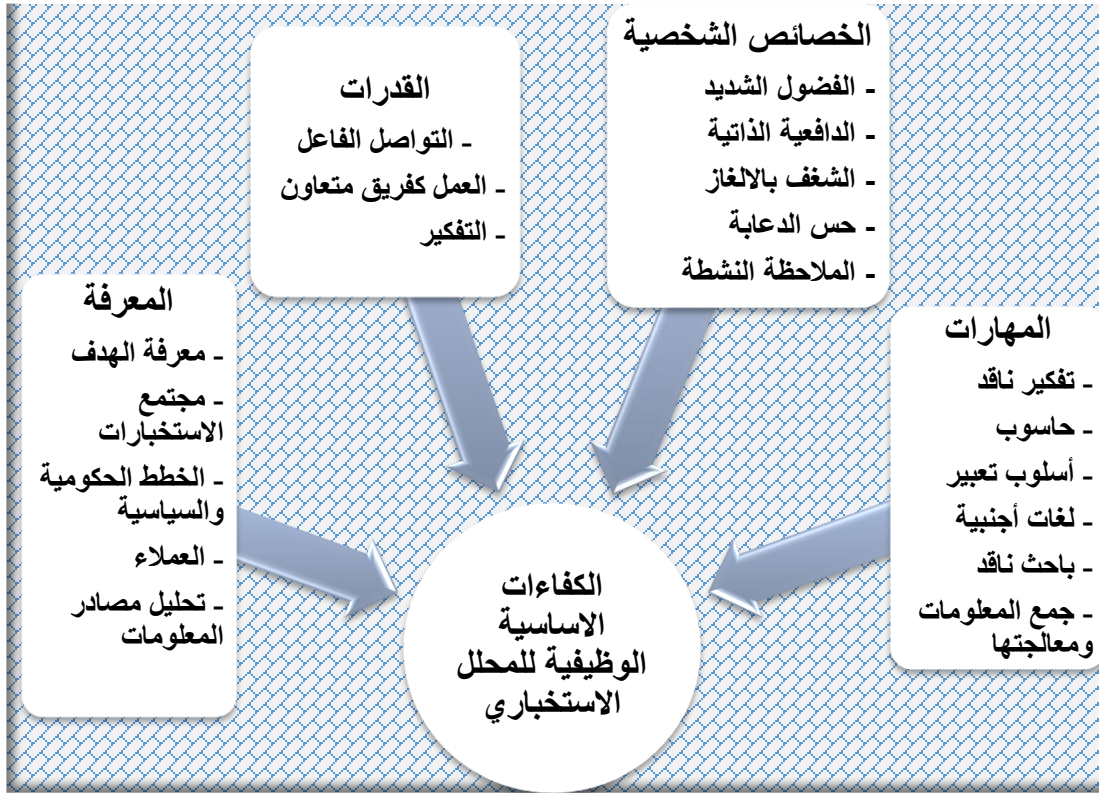 الخصائص الشخصية
- الفضول الشديد
- الدافعية الذاتية
- الشغف بالالغاز
- حس الدعابة
- الملاحظة النشطة
القدرات
- التواصل الفاعل
- العمل كفريق متعاون
- التفكير
المهارات
- تفكير ناقد
- حاسوب
- أسلوب تعبير
- لغات أجنبية
- باحث ناقد
- جمع المعلومات
ومعالجتها
المعرفة
- معرفة الهدف
- مجتمع
الاستخبارات
- الخطط الحكومية
والسياسية
- العملاء
- تحليل مصادر
المعلومات
الكفاءات
الاساسية
الوظيفية للمحلل
الاستخباري